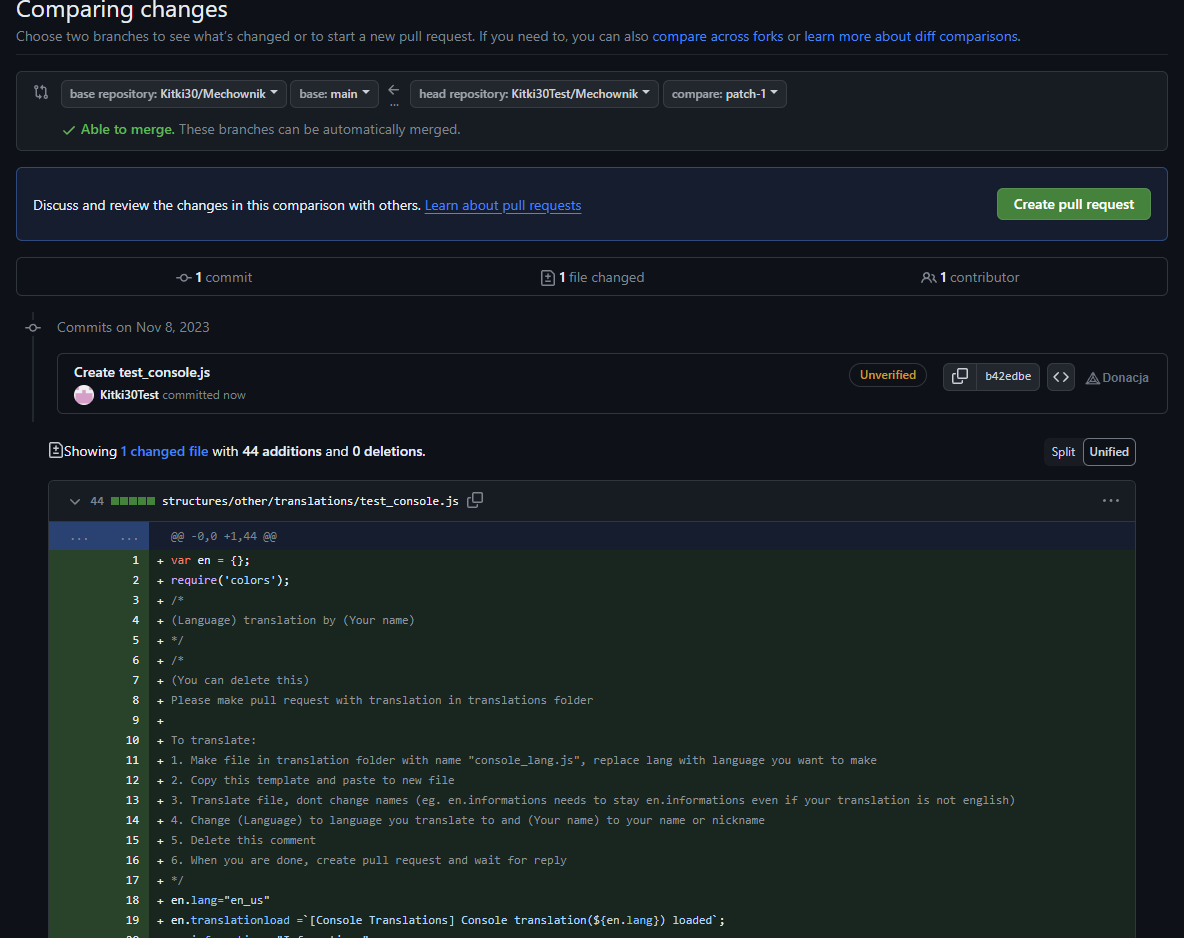 Comparing changes
Choose two branches to see what's changed or to start a new pull request. If you need to, you can also compare across forks or learn more about diff comparisons.
base repository: Kitki30/Mechownik base: main ... head repository: Kitki30Test/Mechownik compare: patch-1
Able to merge. These branches can be automatically merged.
Discuss and review the changes in this comparison with others. Learn about pull requests Create pull request
1 commit 1 file changed 1 contributor
Commits on Nov 8, 2023
Create test_console.js
Unverified b42edbe Donacja
Kitki30Test committed now
Showing 1 changed file with 44 additions and 0 deletions. Split Unified
44 structures/other/translations/test_console.js ...
... ... @@ -0,0 +1,44 @@
1 + var en = {};
2 + require('colors');
3 + /*
4 + (Language) translation by (Your name)
5 + */
6 + /*
7 + (You can delete this)
8 + Please make pull request with translation in translations folder
9 +
10 + To translate:
11 + 1. Make file in translation folder with name "console_lang.js", replace lang with language you want to make
12 + 2. Copy this template and paste to new file
13 + 3. Translate file, dont change names (eg. en.informations needs to stay en.informations even if your translation is not english)
14 + 4. Change (Language) to language you translate to and (Your name) to your name or nickname
15 + 5. Delete this comment
16 + 6. When you are done, create pull request and wait for reply
17 + */
18 + en.lang="en_us"
19 + en.translationload =`[Console Translations] Console translation(${en.lang}) loaded`;